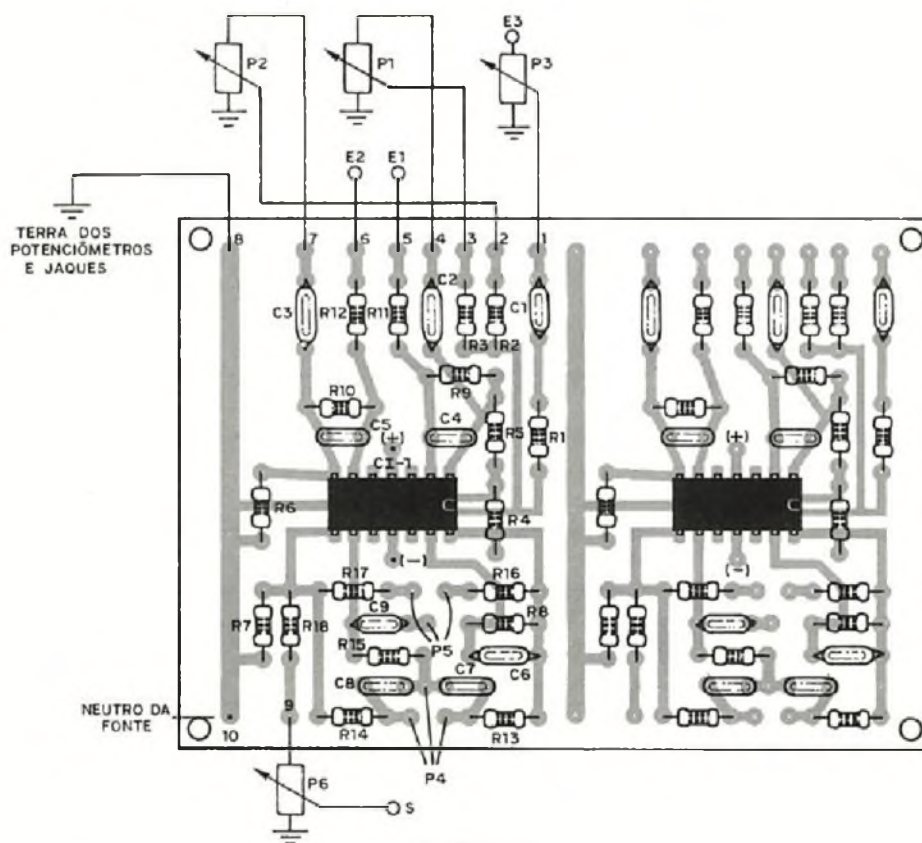 E3
P2
P1
P3
E2
E1
TERRA DOS
POTENCIÔMETROS
E JAQUES
8
7
6
5
4
3
2
1
C2
C3
R12
R11
C1
R3
R2
R9
R10
C5
(+)
C4
R5
R1
(+)
CI-1
R6
R4
(-)
(-)
R17
R16
C9
R8
R7
R18
P5
R15
C6
C8
C7
NEUTRO DA
FONTE
9
10
R14
R13
P4
P6
S